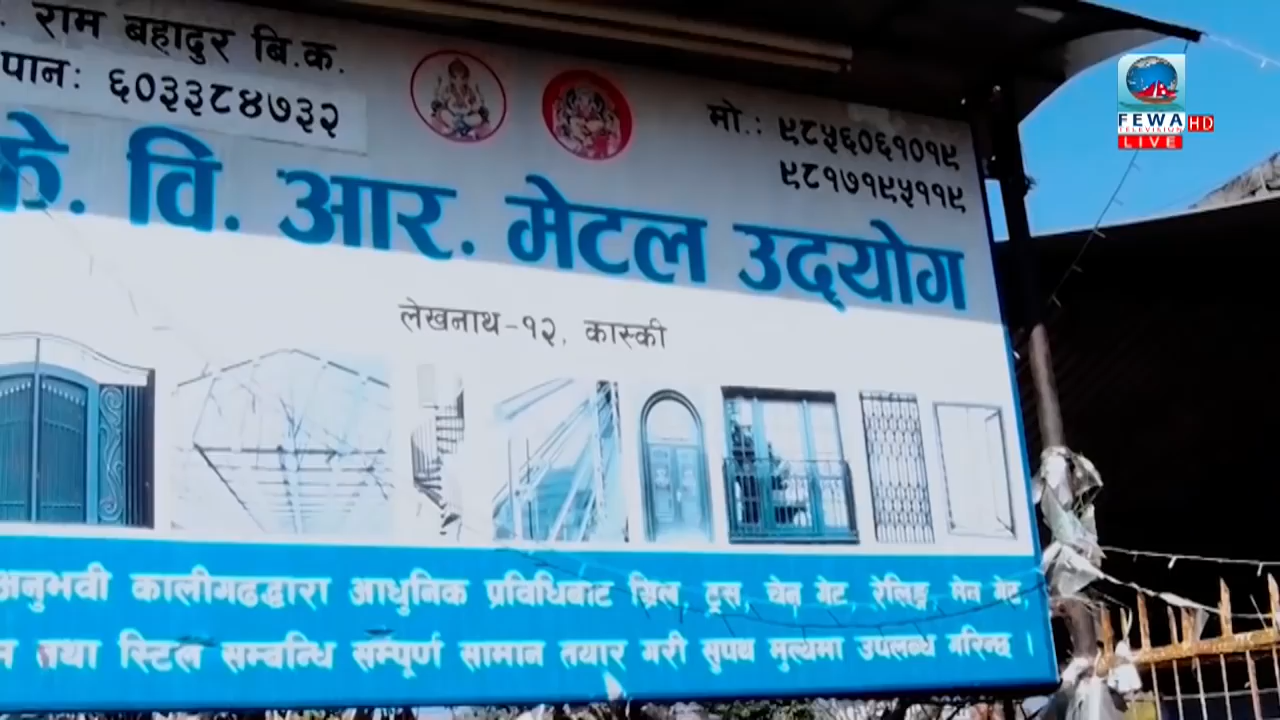 राम बहादुर बि.क.
पान: ६०३३८४७३२
मो.: ९८५६०६१०१९
९८१७१९५११९
के. वि. आर. मेटल उद्‌योग
लेखनाथ-१२, कास्की
अनुभवी कालीगढद्वारा आधुनिक प्रविधिबाट ग्रिल, ट्रस, चेन गेट, रेलिङ्ग, मेन गेट,
तथा स्टिल सम्बन्धि सम्पूर्ण सामान तयार गरी सुपथ मुल्यमा उपलब्ध गरिन्छ ।
FEWA HD
TELEVISION
LIVE